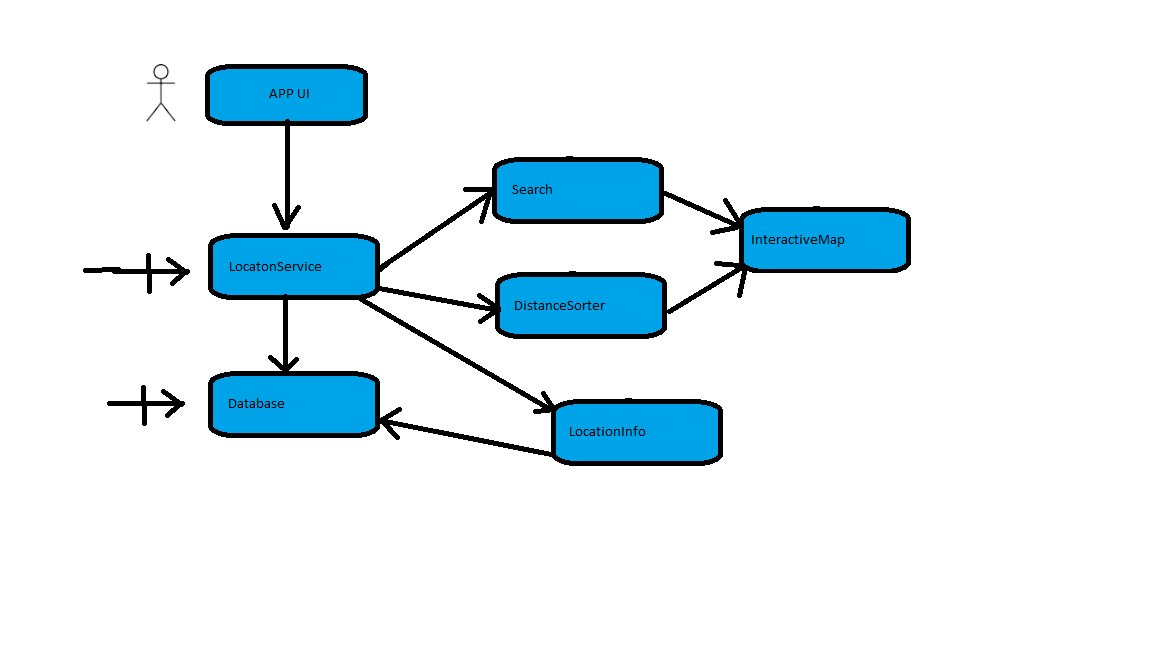 APP UI
Search
InteractiveMap
LocatonService
DistanceSorter
Database
LocationInfo